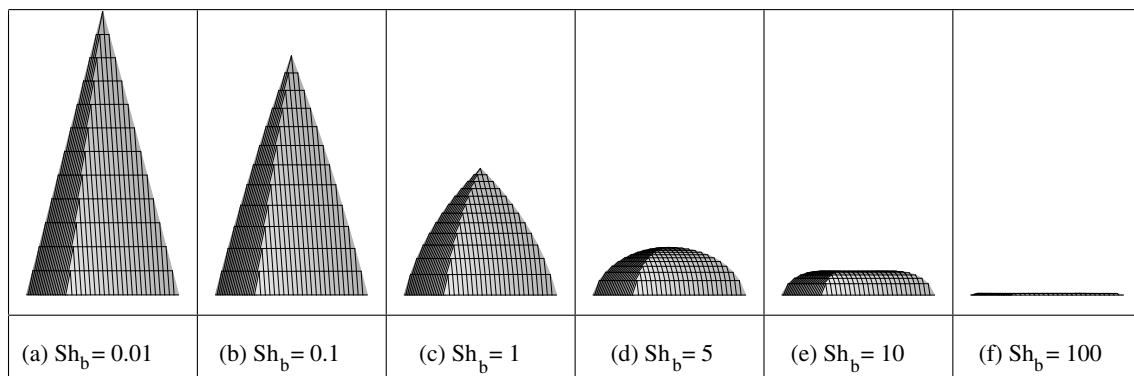 (a) Sh_b = 0.01
(b) Sh_b = 0.1
(c) Sh_b = 1
(d) Sh_b = 5
(e) Sh_b = 10
(f) Sh_b = 100